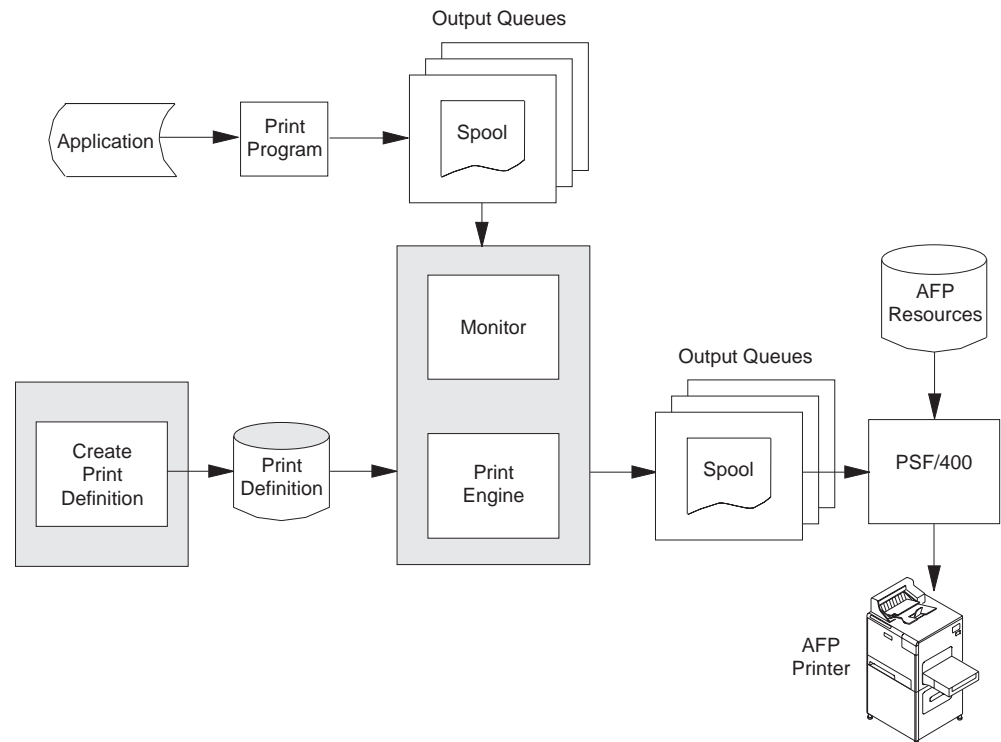 Output Queues
Application
Print
Program
Spool
Monitor
AFP
Resources
Output Queues
Create
Print
Definition
Print
Definition
Print
Engine
Spool
PSF/400
AFP
Printer